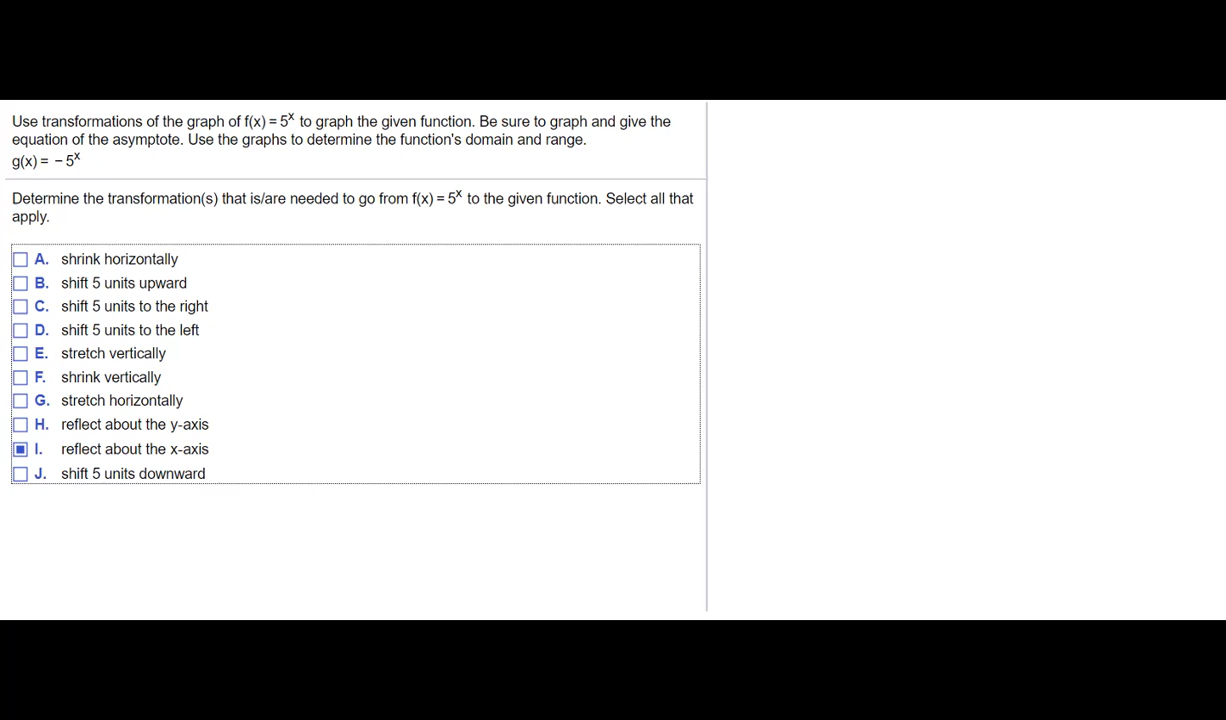 Use transformations of the graph of f(x) = 5ˣ to graph the given function. Be sure to graph and give the
equation of the asymptote. Use the graphs to determine the function's domain and range.
g(x) = − 5ˣ
Determine the transformation(s) that is/are needed to go from f(x) = 5ˣ to the given function. Select all that
apply.
A. shrink horizontally
B. shift 5 units upward
C. shift 5 units to the right
D. shift 5 units to the left
E. stretch vertically
F. shrink vertically
G. stretch horizontally
H. reflect about the y-axis
I. reflect about the x-axis
J. shift 5 units downward